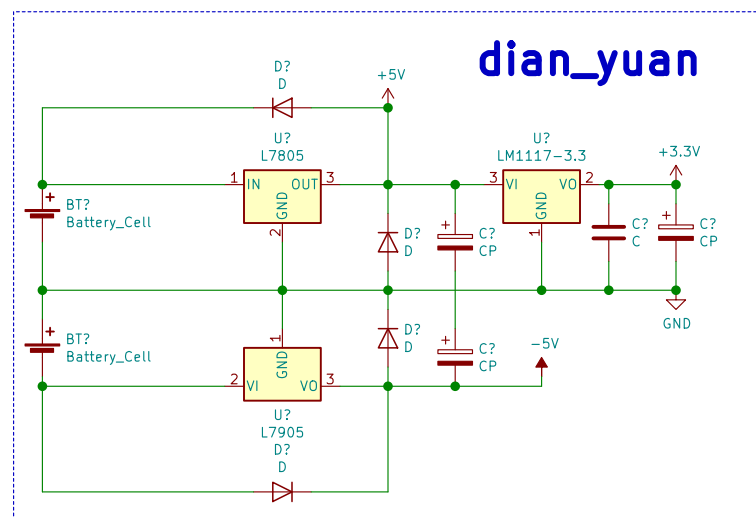 dian_yuan
D?
D
+5V
U?
L7805
U?
LM1117-3.3
+3.3V
1
IN
OUT
3
GND
2
3
VI
VO
2
GND
1
+
BT?
Battery_Cell
D?
D
+
C?
CP
C?
C
+
C?
CP
GND
+
BT?
Battery_Cell
1
GND
D?
D
+
C?
CP
-5V
2
VI
VO
3
U?
L7905
D?
D